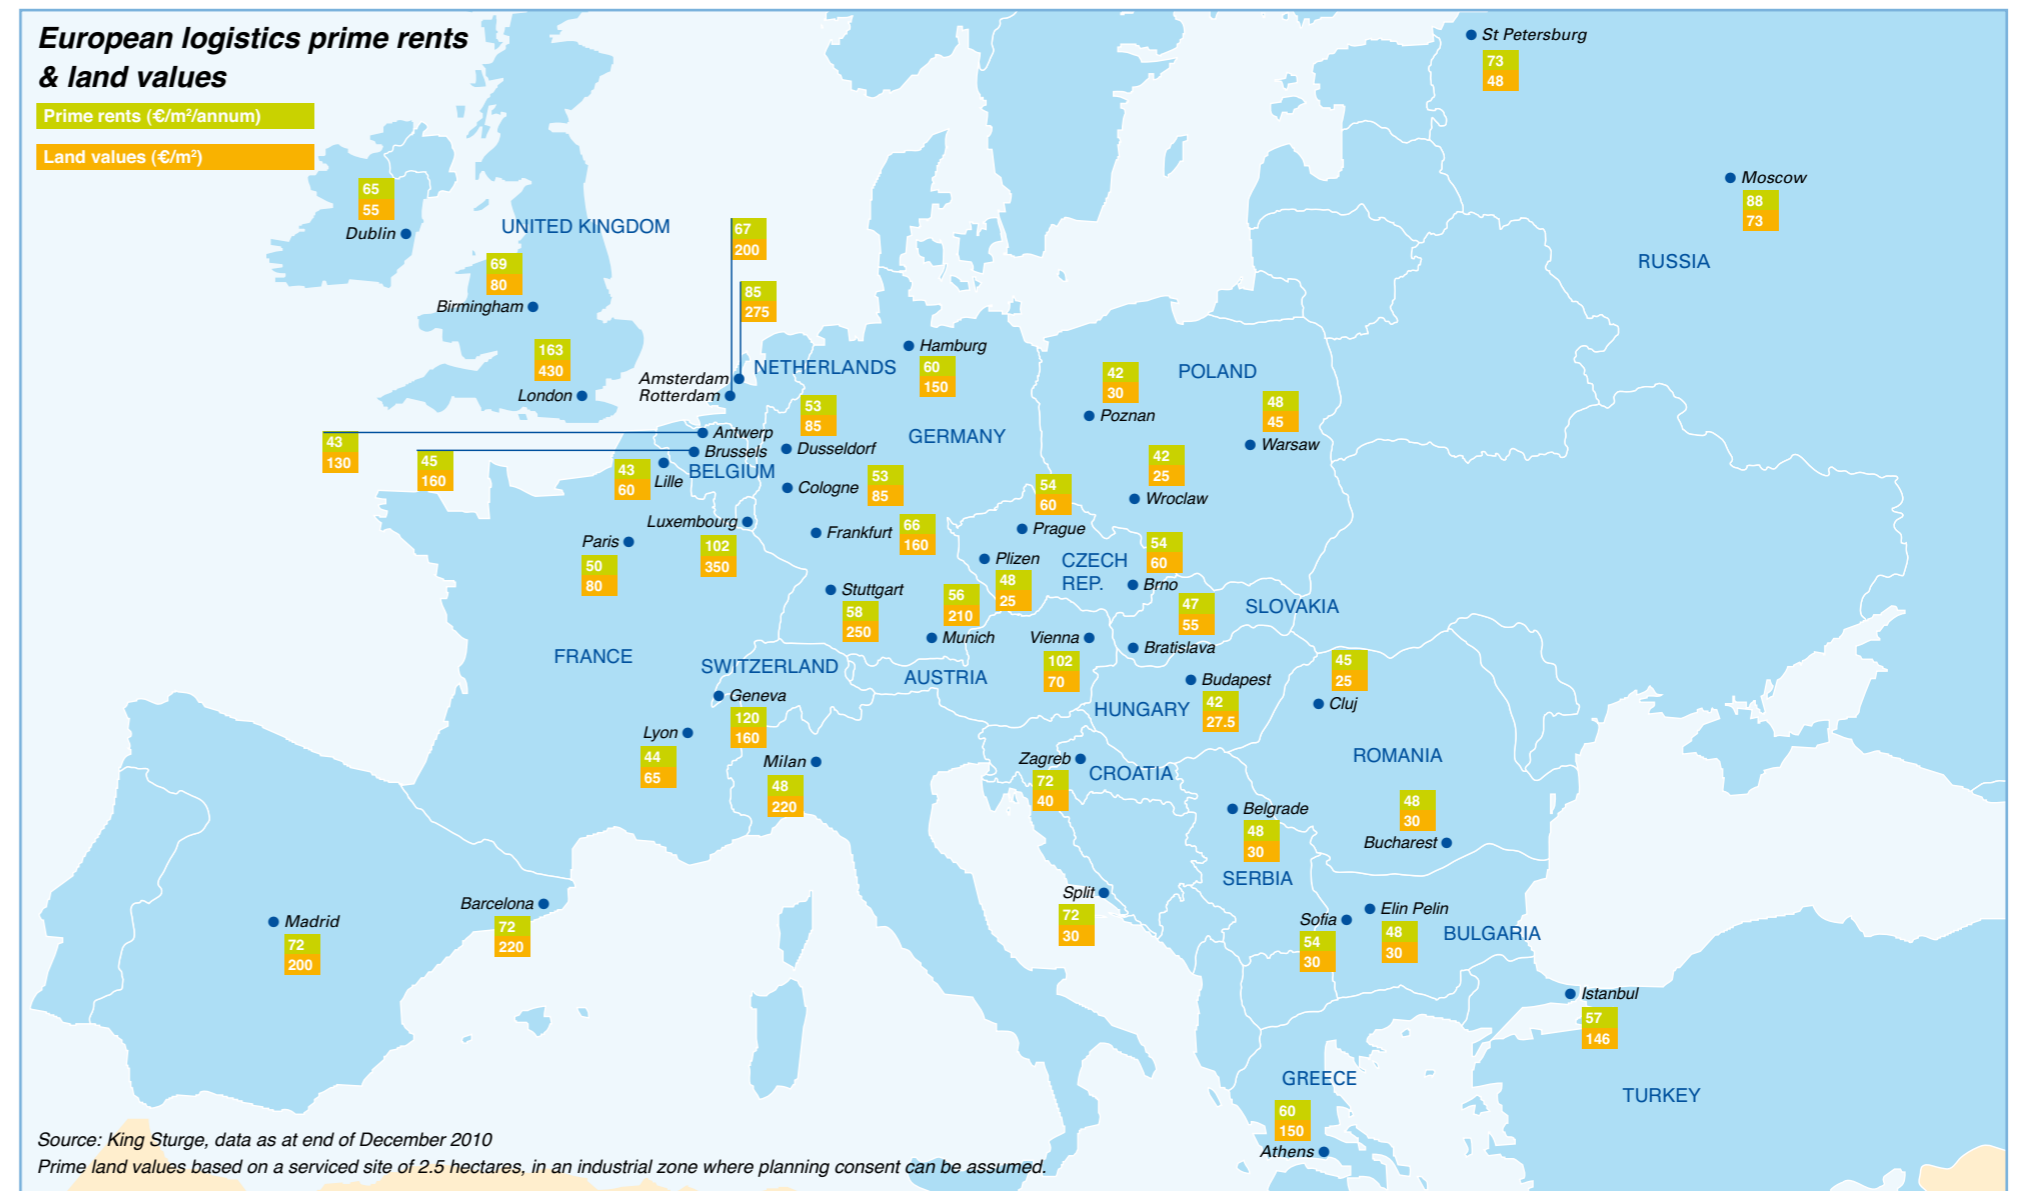 European logistics prime rents
& land values
Prime rents (€/m²/annum)
Land values (€/m²)
St Petersburg
73
48
Moscow
88
73
RUSSIA
65
55
Dublin
UNITED KINGDOM
69
80
Birmingham
163
430
London
67
200
85
275
Amsterdam
Rotterdam
NETHERLANDS
Hamburg
60
150
42
30
Poznan
POLAND
48
45
Warsaw
53
85
Dusseldorf
GERMANY
Antwerp
43
130
Brussels
45
160
BELGIUM
43
60
Lille
Cologne
53
85
42
25
Wroclaw
54
60
Prague
Luxembourg
102
350
Frankfurt
66
160
Paris
50
80
Plizen
48
25
CZECH
REP.
54
60
Brno
Stuttgart
58
250
56
210
Munich
47
55
Bratislava
SLOVAKIA
Vienna
102
70
FRANCE
SWITZERLAND
AUSTRIA
Geneva
120
160
Budapest
42
27.5
HUNGARY
45
25
Cluj
Lyon
44
65
Milan
48
220
Zagreb
72
40
CROATIA
ROMANIA
Belgrade
48
30
SERBIA
48
30
Bucharest
Split
72
30
Barcelona
72
220
Madrid
72
200
Sofia
54
30
Elin Pelin
48
30
BULGARIA
Istanbul
57
146
TURKEY
GREECE
60
150
Athens
Source: King Sturge, data as at end of December 2010
Prime land values based on a serviced site of 2.5 hectares, in an industrial zone where planning consent can be assumed.